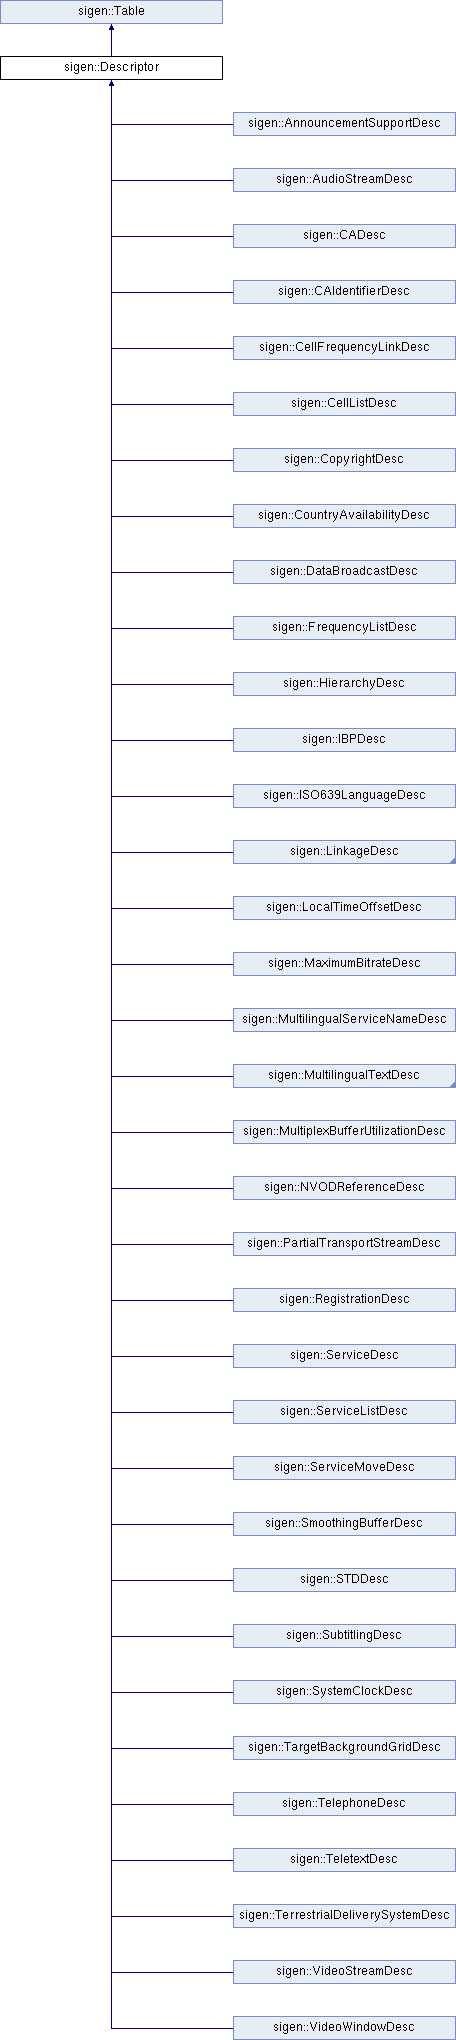 sigen::Table
sigen::Descriptor
sigen::AnnouncementSupportDesc
sigen::AudioStreamDesc
sigen::CADesc
sigen::CAIdentifierDesc
sigen::CellFrequencyLinkDesc
sigen::CellListDesc
sigen::CopyrightDesc
sigen::CountryAvailabilityDesc
sigen::DataBroadcastDesc
sigen::FrequencyListDesc
sigen::HierarchyDesc
sigen::IBPDesc
sigen::ISO639LanguageDesc
sigen::LinkageDesc
sigen::LocalTimeOffsetDesc
sigen::MaximumBitrateDesc
sigen::MultilingualServiceNameDesc
sigen::MultilingualTextDesc
sigen::MultiplexBufferUtilizationDesc
sigen::NVODReferenceDesc
sigen::PartialTransportStreamDesc
sigen::RegistrationDesc
sigen::ServiceDesc
sigen::ServiceListDesc
sigen::ServiceMoveDesc
sigen::SmoothingBufferDesc
sigen::STDDesc
sigen::SubtitlingDesc
sigen::SystemClockDesc
sigen::TargetBackgroundGridDesc
sigen::TelephoneDesc
sigen::TeletextDesc
sigen::TerrestrialDeliverySystemDesc
sigen::VideoStreamDesc
sigen::VideoWindowDesc